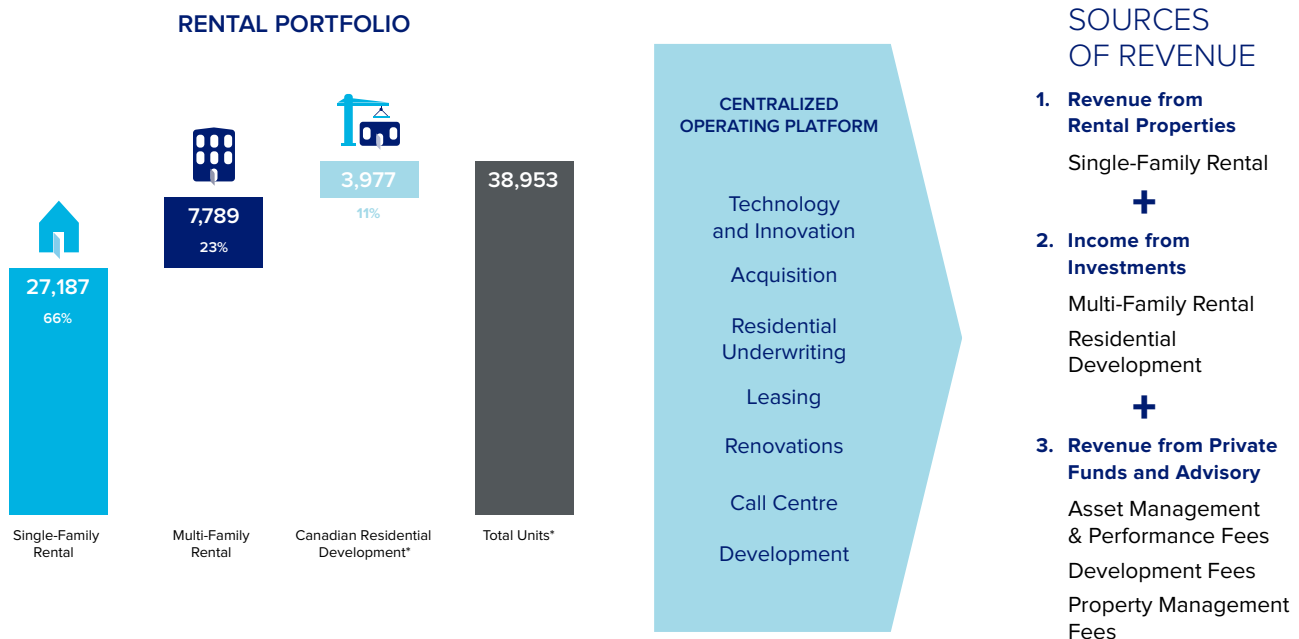 RENTAL PORTFOLIO
27,187
66%
7,789
23%
3,977
11%
38,953
Single-Family
Rental
Multi-Family
Rental
Canadian Residential
Development*
Total Units*
CENTRALIZED
OPERATING PLATFORM
Technology
and Innovation
Acquisition
Residential
Underwriting
Leasing
Renovations
Call Centre
Development
SOURCES
OF REVENUE
1. Revenue from
Rental Properties
Single-Family Rental
+
2. Income from
Investments
Multi-Family Rental
Residential
Development
+
3. Revenue from Private
Funds and Advisory
Asset Management
& Performance Fees
Development Fees
Property Management
Fees